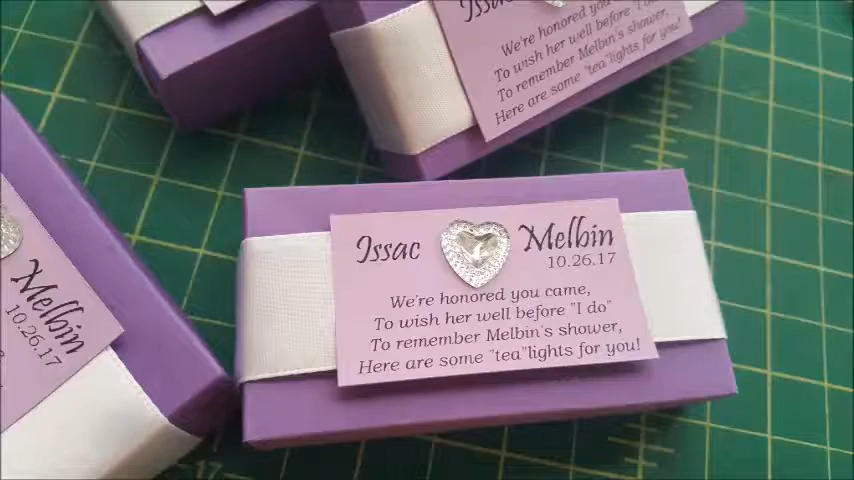 Issac
We're honored you
To wish her well before "I do"
To remember Melbin's shower,
Here are some "tea"lights for you!
Issac Melbin
10.26.17
We're honored you came,
To wish her well before "I do"
To remember Melbin's shower,
Here are some "tea"lights for you!
Melbin
10.26.17